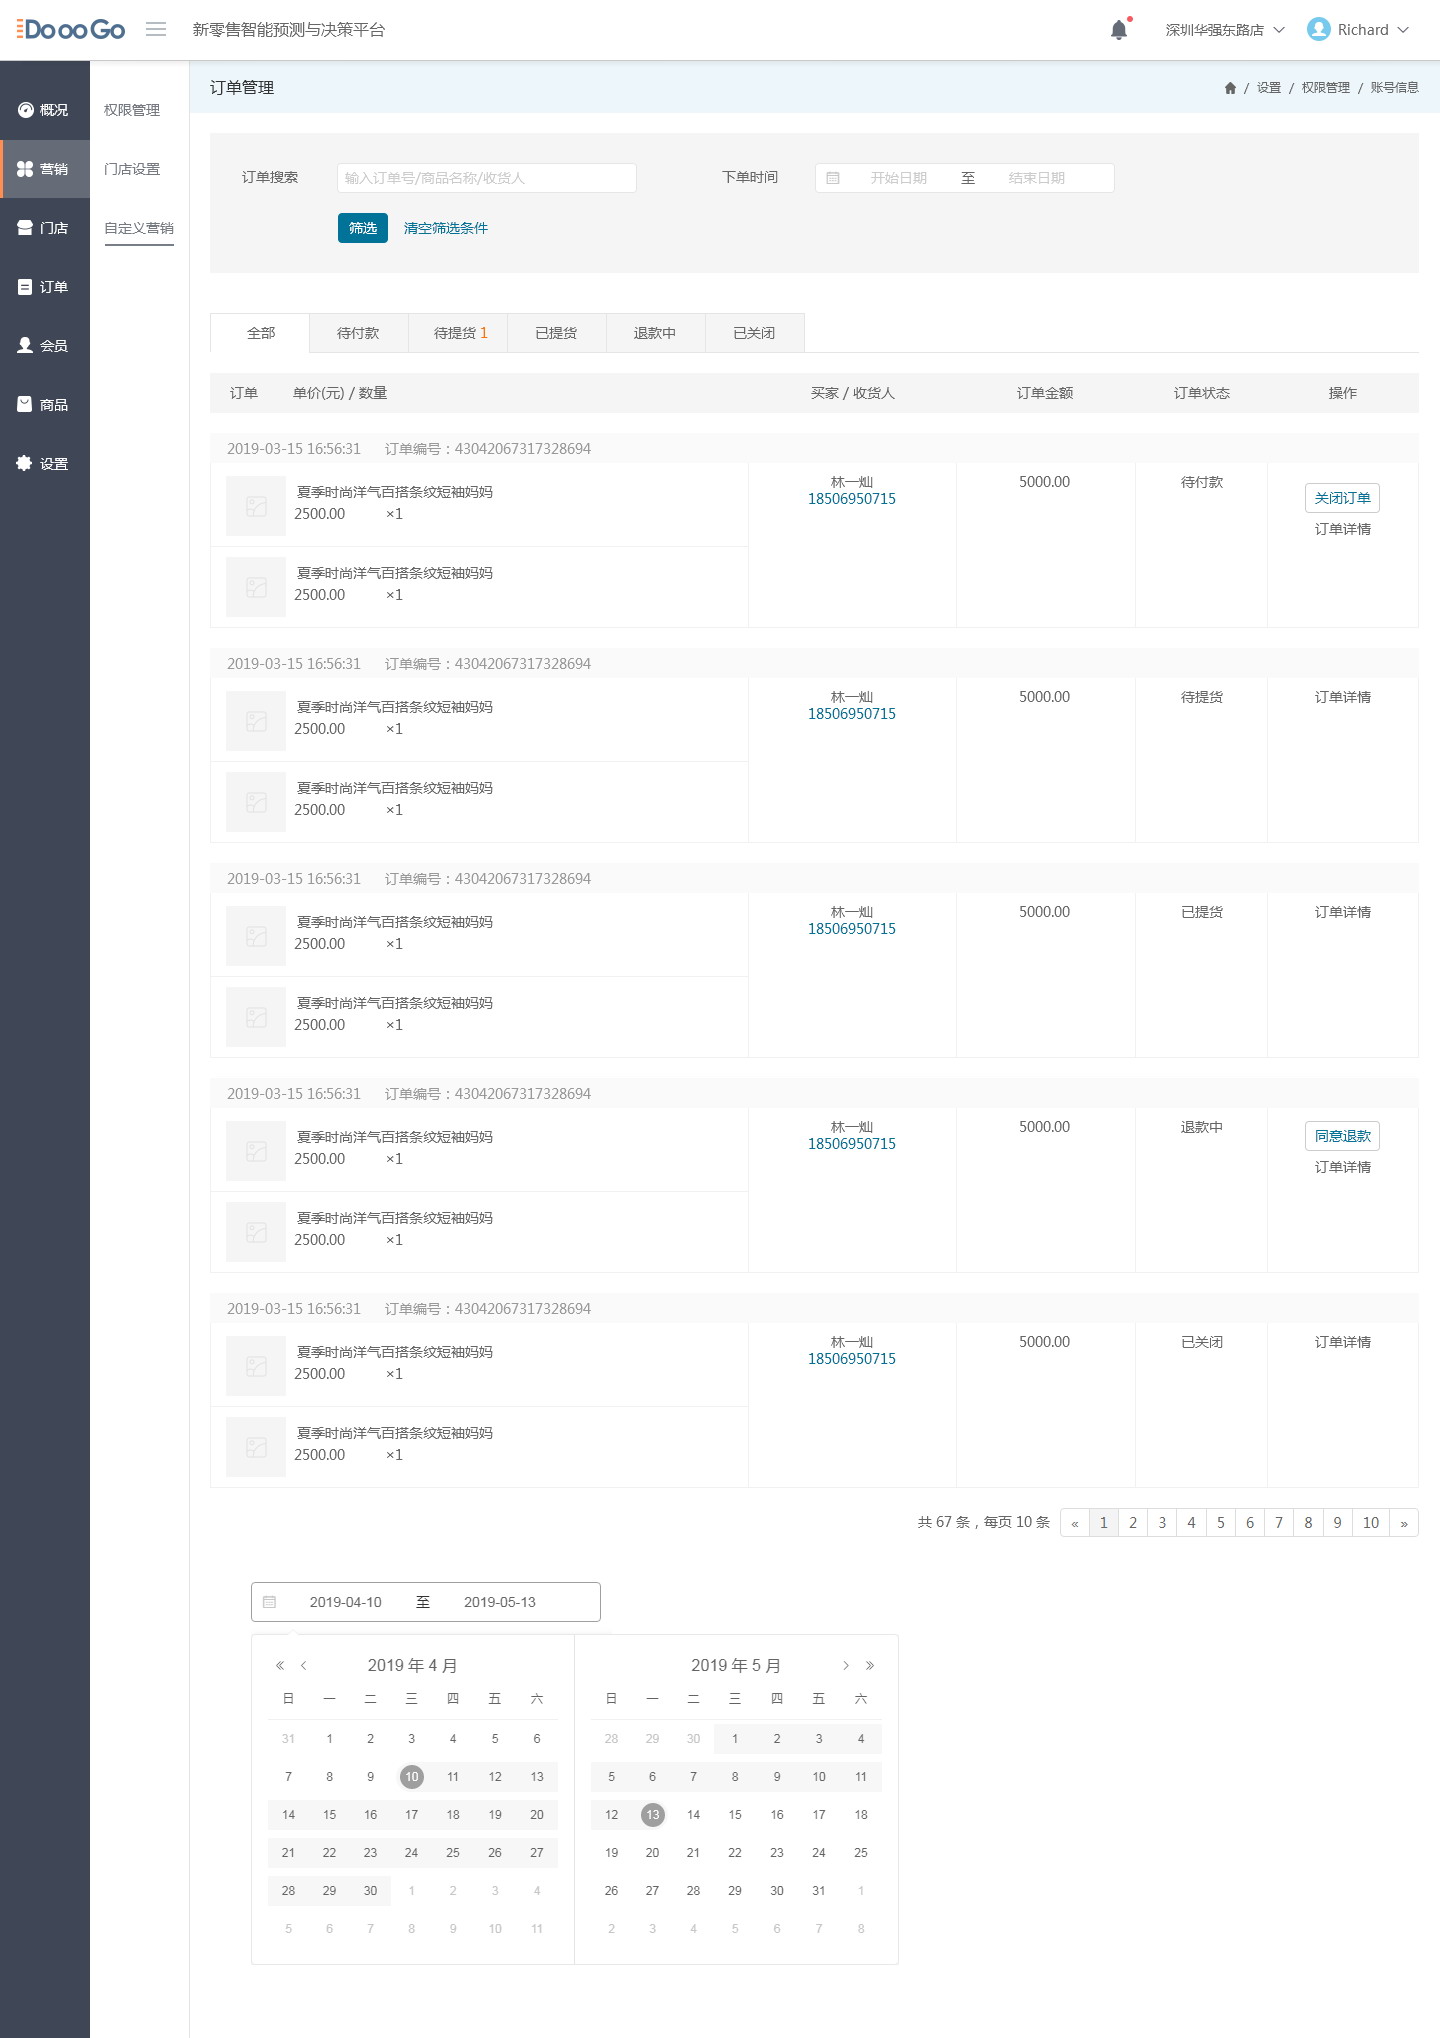 DoooGo 新零售智能预测与决策平台 深圳华强东路店 Richard
概况
营销
门店
订单
会员
商品
设置
权限管理
门店设置
自定义营销
订单管理 / 设置 / 权限管理 / 账号信息
订单搜索 输入订单号/商品名称/收货人 下单时间 开始日期 至 结束日期
筛选 清空筛选条件
全部 待付款 待提货 1 已提货 退款中 已关闭
订单 单价(元) / 数量 买家 / 收货人 订单金额 订单状态 操作
2019-03-15 16:56:31 订单编号：43042067317328694
夏季时尚洋气百搭条纹短袖妈妈 林一灿 5000.00 待付款 关闭订单
2500.00 ×1 18506950715 订单详情
夏季时尚洋气百搭条纹短袖妈妈
2500.00 ×1
2019-03-15 16:56:31 订单编号：43042067317328694
夏季时尚洋气百搭条纹短袖妈妈 林一灿 5000.00 待提货 订单详情
2500.00 ×1 18506950715
夏季时尚洋气百搭条纹短袖妈妈
2500.00 ×1
2019-03-15 16:56:31 订单编号：43042067317328694
夏季时尚洋气百搭条纹短袖妈妈 林一灿 5000.00 已提货 订单详情
2500.00 ×1 18506950715
夏季时尚洋气百搭条纹短袖妈妈
2500.00 ×1
2019-03-15 16:56:31 订单编号：43042067317328694
夏季时尚洋气百搭条纹短袖妈妈 林一灿 5000.00 退款中 同意退款
2500.00 ×1 18506950715 订单详情
夏季时尚洋气百搭条纹短袖妈妈
2500.00 ×1
2019-03-15 16:56:31 订单编号：43042067317328694
夏季时尚洋气百搭条纹短袖妈妈 林一灿 5000.00 已关闭 订单详情
2500.00 ×1 18506950715
夏季时尚洋气百搭条纹短袖妈妈
2500.00 ×1
共 67 条，每页 10 条 « 1 2 3 4 5 6 7 8 9 10 »
2019-04-10 至 2019-05-13
« ‹ 2019 年 4 月
日 一 二 三 四 五 六
31 1 2 3 4 5 6
7 8 9 10 11 12 13
14 15 16 17 18 19 20
21 22 23 24 25 26 27
28 29 30 1 2 3 4
5 6 7 8 9 10 11
2019 年 5 月 › »
日 一 二 三 四 五 六
28 29 30 1 2 3 4
5 6 7 8 9 10 11
12 13 14 15 16 17 18
19 20 21 22 23 24 25
26 27 28 29 30 31 1
2 3 4 5 6 7 8